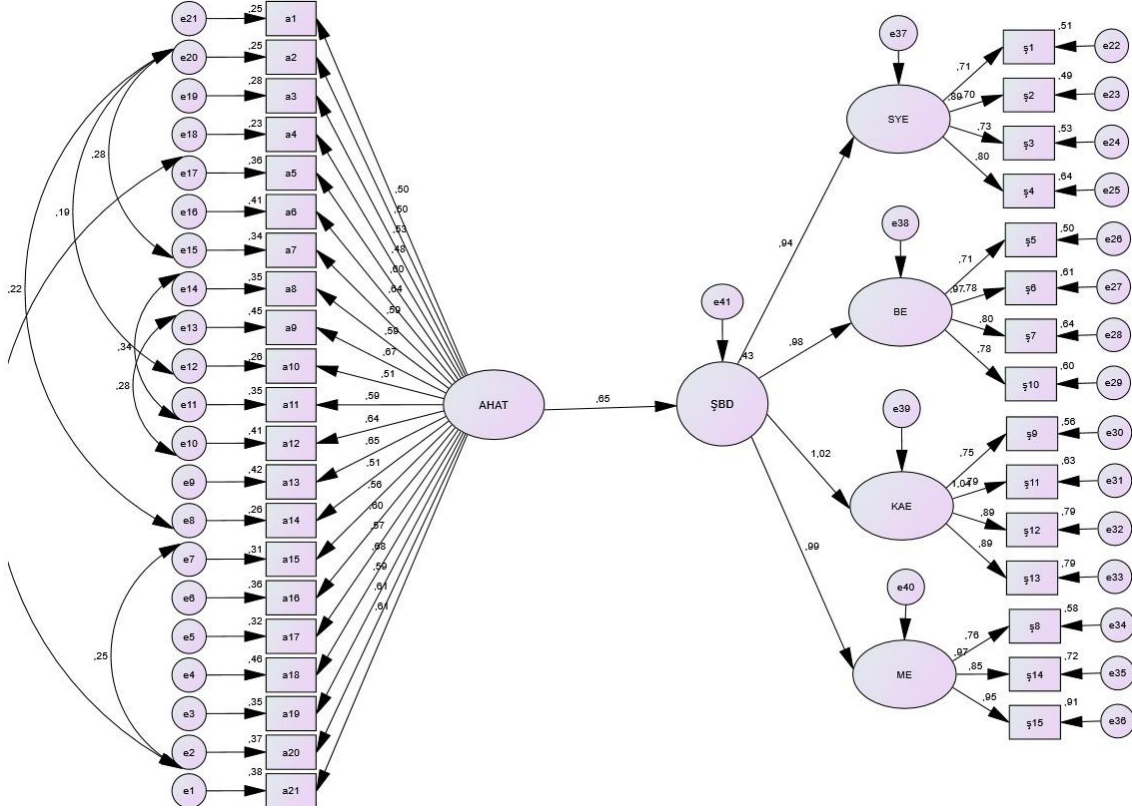 e21 ,25 a1
e20 ,25 a2
e19 ,28 a3
e18 ,23 a4
e17 ,36 a5
e16 ,41 a6
e15 ,34 a7
e14 ,35 a8
e13 ,45 a9
e12 ,26 a10
e11 ,35 a11
e10 ,41 a12
e9 ,42 a13
e8 ,26 a14
e7 ,31 a15
e6 ,36 a16
e5 ,32 a17
e4 ,46 a18
e3 ,35 a19
e2 ,37 a20
e1 ,38 a21
,28
,19
,22
,34
,28
,25
,50
,50
,53
,48
,60
,64
,59
,59
,67
,51
,59
,64
,65
,51
,56
,60
,57
,68
,59
,61
,61
AHAT
,65
e41
,43
ŞBD
,94
,98
1,02
,99
e37
SYE
,89
,71 ş1 ,51 e22
,70 ş2 ,49 e23
,73 ş3 ,53 e24
,80 ş4 ,64 e25
e38
BE
,97
,71 ş5 ,50 e26
,78 ş6 ,61 e27
,80 ş7 ,64 e28
,78 ş10 ,60 e29
e39
KAE
1,04
,75 ş9 ,56 e30
,79 ş11 ,63 e31
,89 ş12 ,79 e32
,89 ş13 ,79 e33
e40
ME
,97
,76 ş8 ,58 e34
,85 ş14 ,72 e35
,95 ş15 ,91 e36